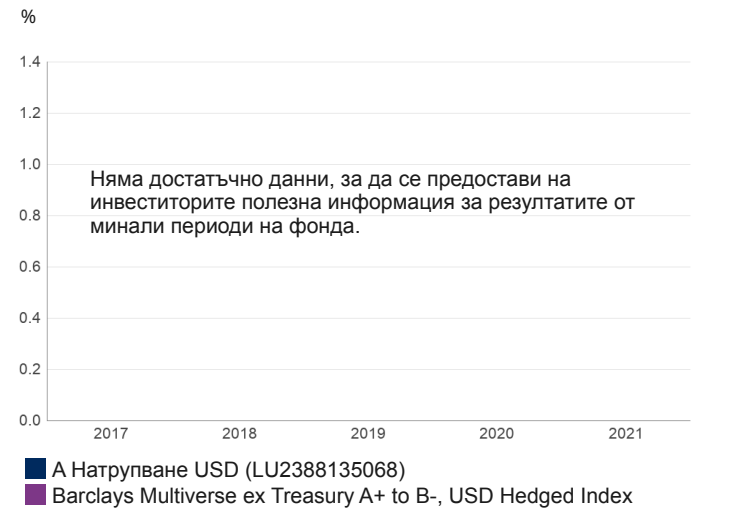 %
1.4
1.2
1.0
Няма достатъчно данни, за да се предостави на
инвеститорите полезна информация за резултатите от
0.8
минали периоди на фонда.
0.6
0.4
0.2
0.0
2017 2018 2019 2020 2021
А Натрупване USD (LU2388135068)
Barclays Multiverse ex Treasury A+ to B-, USD Hedged Index